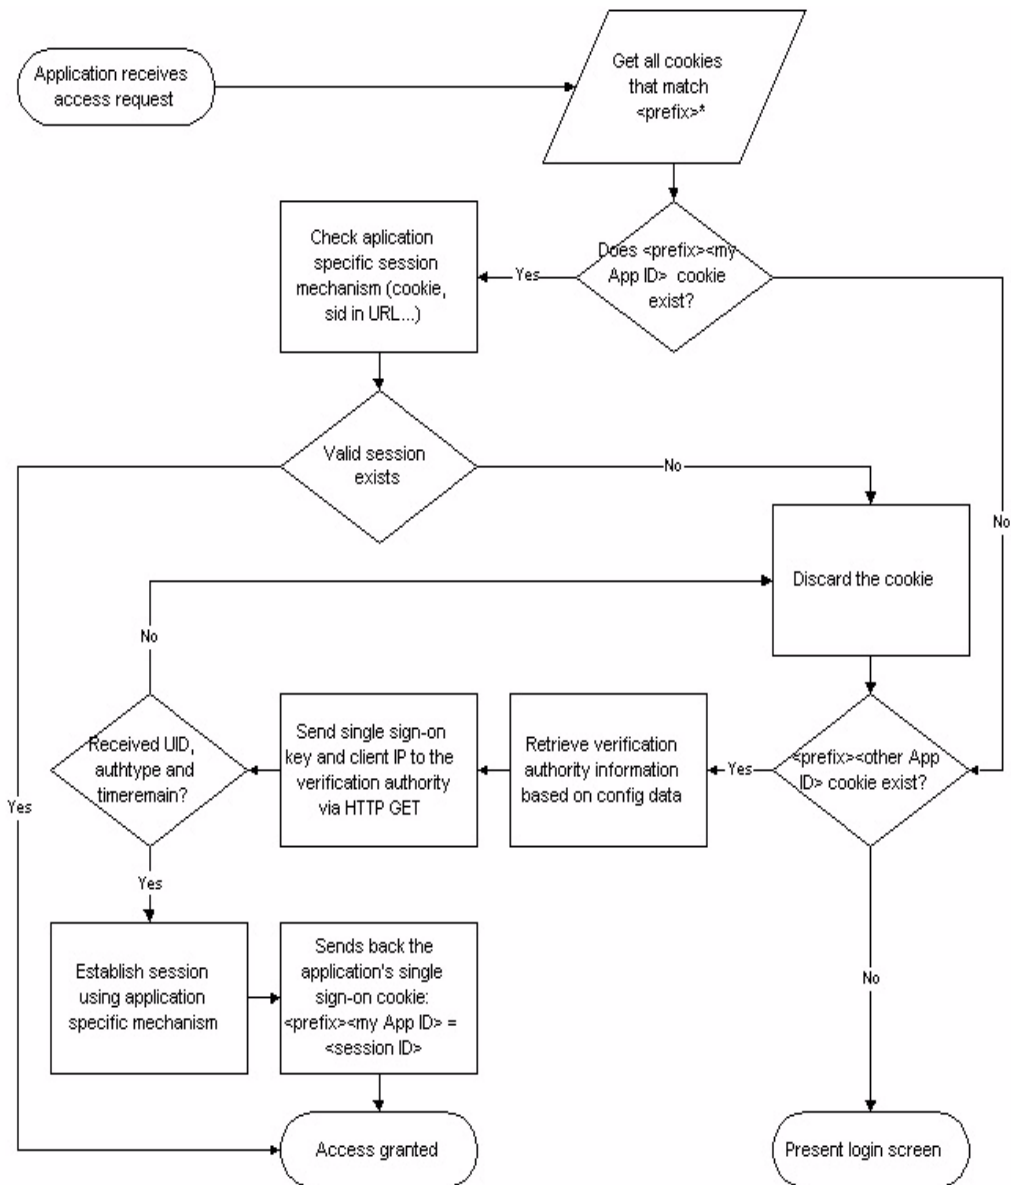 Application receives
access request
Get all cookies
that match
<prefix>*
Does <prefix><my
App ID> cookie
exist?
Yes
No
Check aplication
specific session
mechanism (cookie,
sid in URL...)
Valid session
exists
Yes
No
Discard the cookie
<prefix><other App
ID> cookie exist?
Yes
No
Retrieve verification
authority information
based on config data
Send single sign-on
key and client IP to the
verification authority
via HTTP GET
Received UID,
authtype and
timeremain?
No
Yes
Establish session
using application
specific mechanism
Sends back the
application's single
sign-on cookie:
<prefix><my App ID> =
<session ID>
Access granted
Present login screen